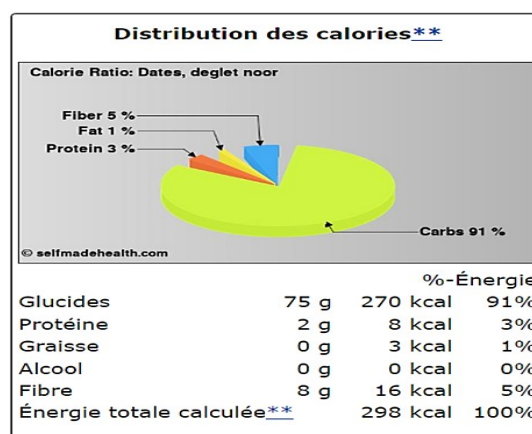 Distribution des calories**
Calorie Ratio: Dates, deglet noor
Fiber 5 %
Fat 1 %
Protein 3 %
Carbs 91 %
© selfmadehealth.com
%-Énergie
Glucides 75 g 270 kcal 91%
Protéine 2 g 8 kcal 3%
Graisse 0 g 3 kcal 1%
Alcool 0 g 0 kcal 0%
Fibre 8 g 16 kcal 5%
Énergie totale calculée** 298 kcal 100%